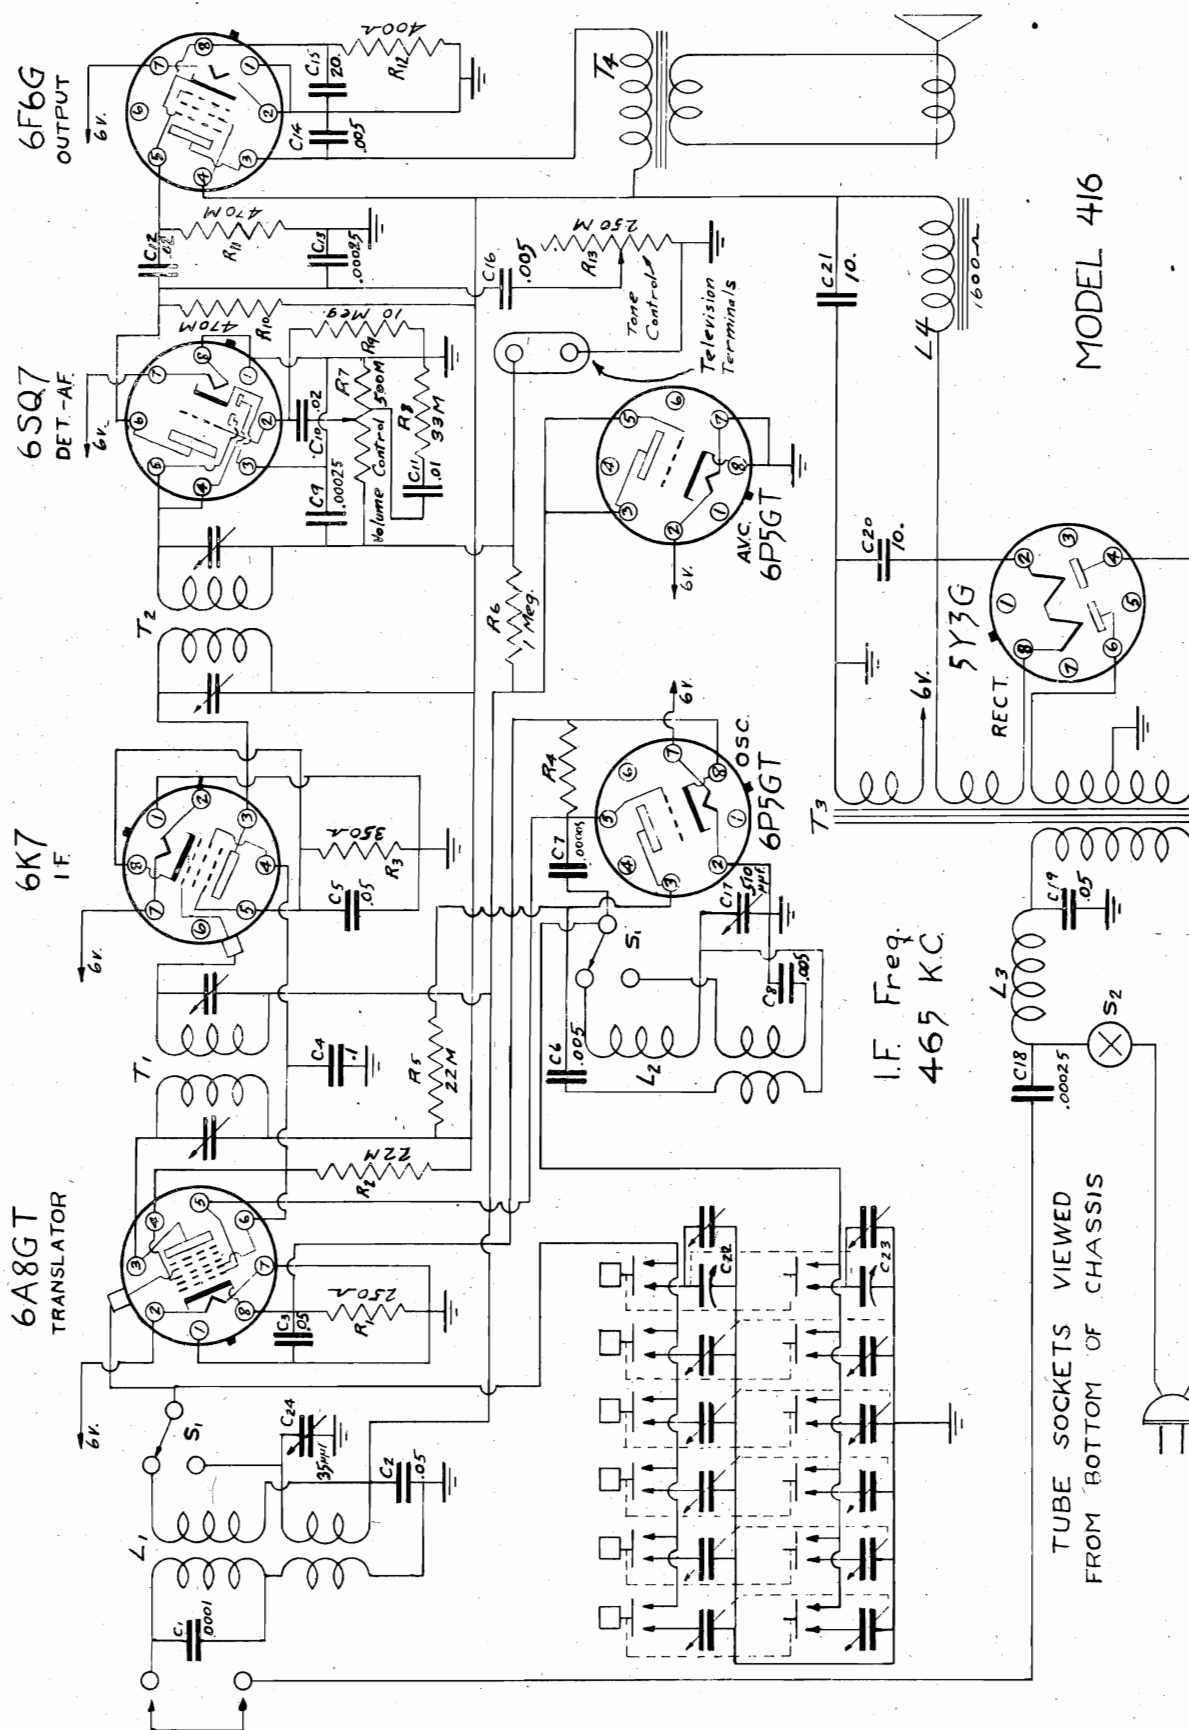 6A8GT
TRANSLATOR
6K7
I.F.
6SQ7
DET.-A.F.
6F6G
OUTPUT
6V.
6V.
6V.
6V.
L1
C1
.0001
S1
C24
35µµf
C2
.05
C3
.05
R1
250Ω
R2
22M
T1
C4
.1
R5
22M
C5
.05
R3
350Ω
T2
C9
.00025
C10
.02
R7
500M
Volume Control
R8
33M
C11
.01
R9
10 Meg.
R10
470M
C12
.02
R11
470M
C13
.00025
C14
.005
C15
20.
R12
400Ω
C16
.005
R13
250M
Tone
Control
Television
Terminals
R6
1 Meg.
A.V.C.
6P5GT
6V.
T4
C6
.005
L2
S1
C7
.00005
R4
C17
510
µµf.
C8
.005
OSC.
6P5GT
6V.
I.F. Freq.
465 K.C.
C22
C23
C21
10.
C20
10.
L4
1600Ω
5Y3G
RECT.
6V.
T3
C19
.05
L3
C18
.00025
S2
MODEL 416
TUBE SOCKETS VIEWED
FROM BOTTOM OF CHASSIS